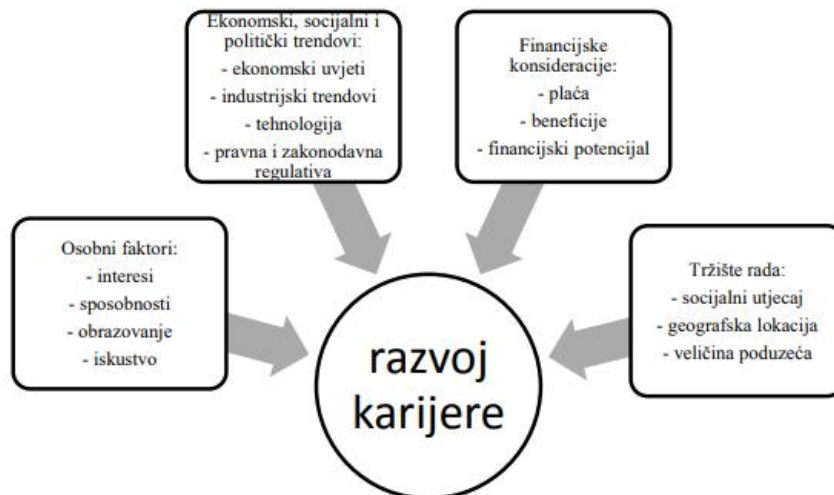 Ekonomski, socijalni i
politički trendovi:
- ekonomski uvjeti
- industrijski trendovi
- tehnologija
- pravna i zakonodavna
regulativa
Financijske
konsideracije:
- plaća
- beneficije
- financijski potencijal
Osobni faktori:
- interesi
- sposobnosti
- obrazovanje
- iskustvo
Tržište rada:
- socijalni utjecaj
- geografska lokacija
- veličina poduzeća
razvoj
karijere